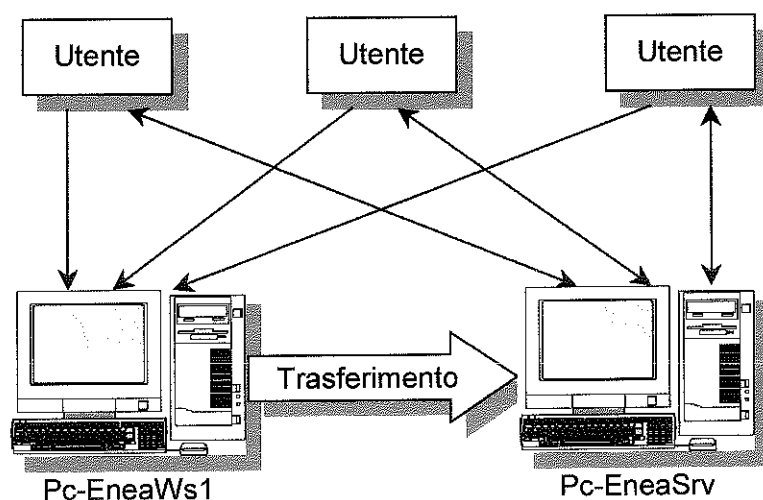 Utente
Utente
Utente
Trasferimento
Pc-EneaWs1
Pc-EneaSrv